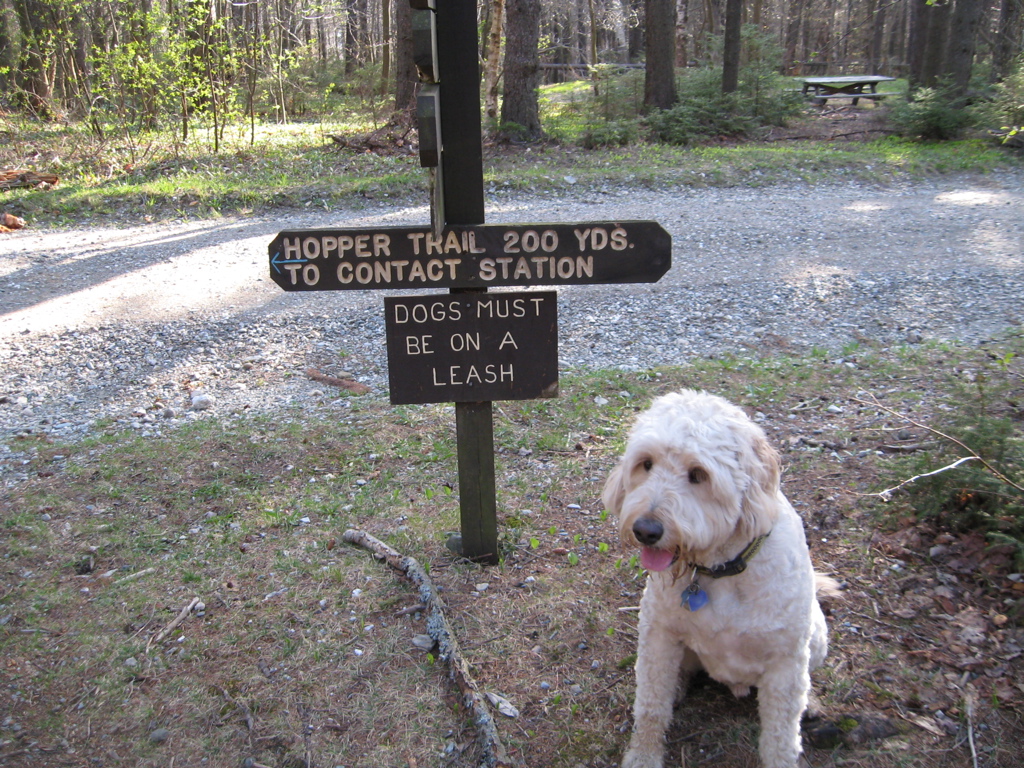 HOPPER TRAIL 200 YDS.
TO CONTACT STATION
DOGS MUST
BE ON A
LEASH